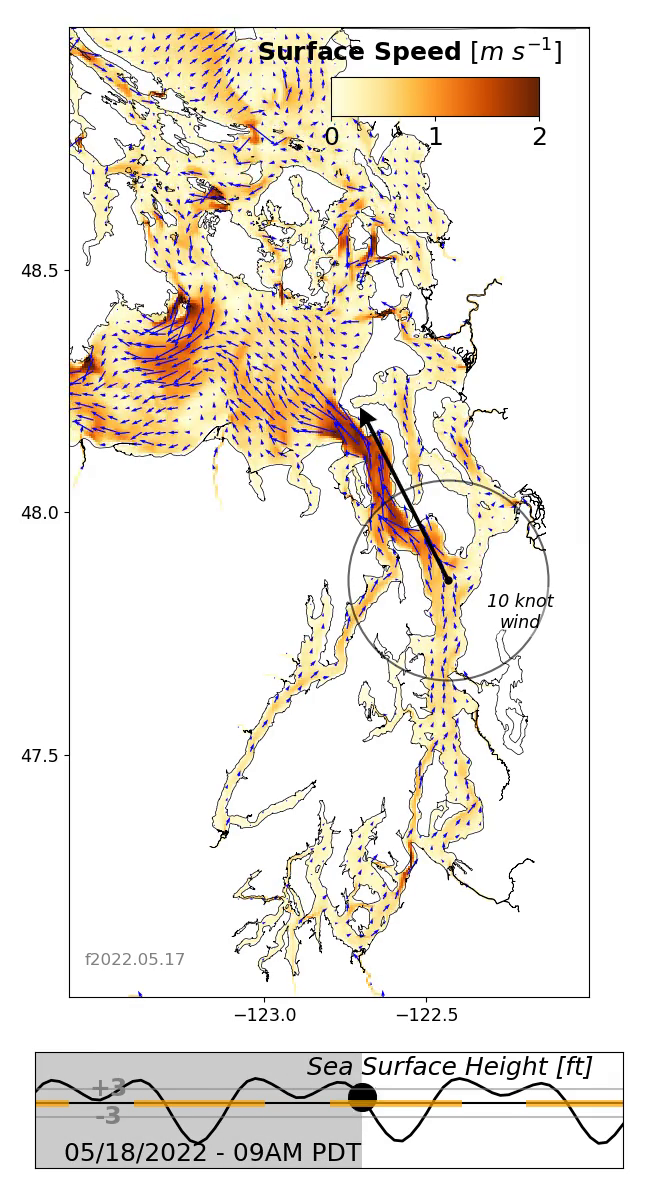 Surface Speed [m s⁻¹]
0 1 2
48.5
48.0
10 knot
wind
47.5
f2022.05.17
−123.0 −122.5
Sea Surface Height [ft]
+3
-3
05/18/2022 - 09AM PDT